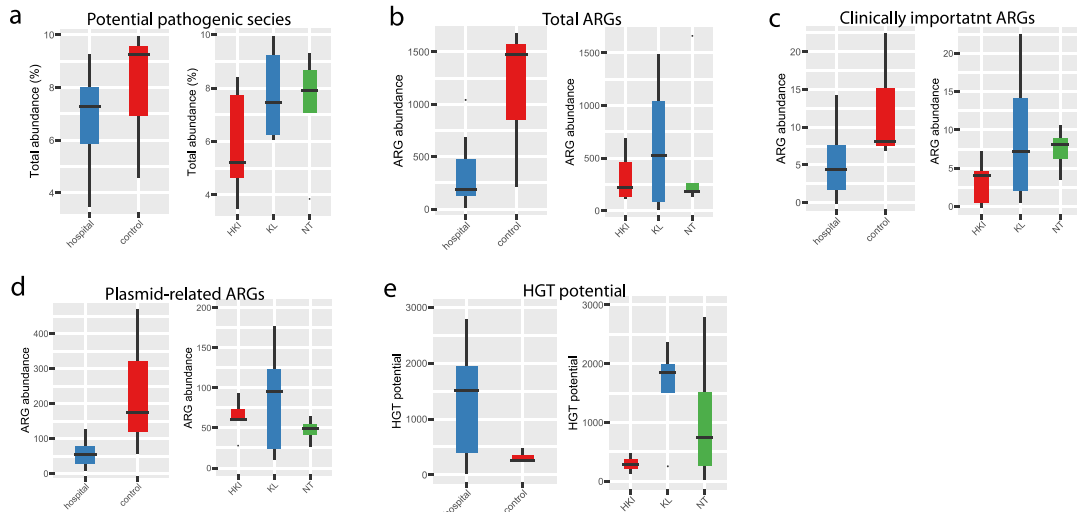 a
Potential pathogenic secies
Total abundance (%)
10
8
6
4
hospital
control
Total abundance (%)
10
8
6
4
HKI
KL
NT
b
Total ARGs
ARG abundance
1500
1000
500
0
hospital
control
ARG abundance
1500
1000
500
0
HKI
KL
NT
c
Clinically importatnt ARGs
ARG abundance
20
15
10
5
0
hospital
control
ARG abundance
20
15
10
5
0
HKI
KL
NT
d
Plasmid-related ARGs
ARG abundance
400
300
200
100
0
hospital
control
ARG abundance
200
150
100
50
0
HKI
KL
NT
e
HGT potential
HGT potential
3000
2000
1000
0
hospital
control
HGT potential
3000
2000
1000
0
HKI
KL
NT